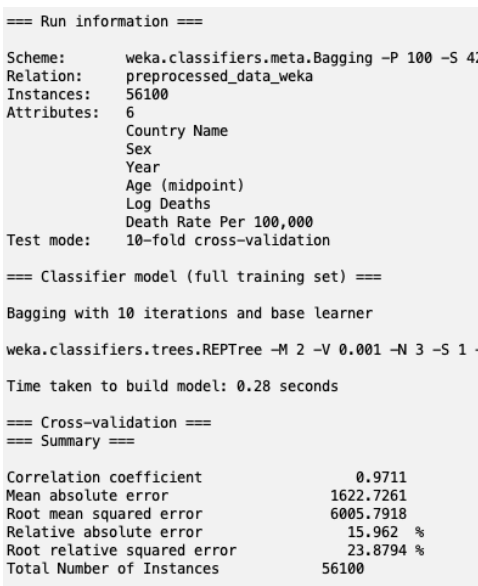 === Run information ===
Scheme: weka.classifiers.meta.Bagging -P 100 -S 42
Relation: preprocessed_data_weka
Instances: 56100
Attributes: 6
Country Name
Sex
Year
Age (midpoint)
Log Deaths
Death Rate Per 100,000
Test mode: 10-fold cross-validation
=== Classifier model (full training set) ===
Bagging with 10 iterations and base learner
weka.classifiers.trees.REPTree -M 2 -V 0.001 -N 3 -S 1 -
Time taken to build model: 0.28 seconds
=== Cross-validation ===
=== Summary ===
Correlation coefficient 0.9711
Mean absolute error 1622.7261
Root mean squared error 6005.7918
Relative absolute error 15.962 %
Root relative squared error 23.8794 %
Total Number of Instances 56100